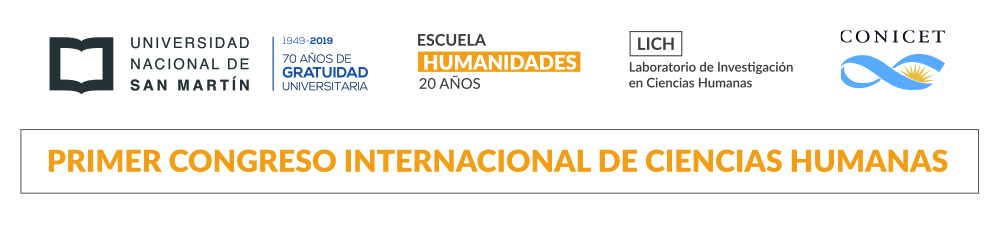 UNIVERSIDAD
NACIONAL DE
SAN MARTÍN
1949-2019
70 AÑOS DE
GRATUIDAD
UNIVERSITARIA
ESCUELA
HUMANIDADES
20 AÑOS
LICH
Laboratorio de Investigación
en Ciencias Humanas
CONICET
PRIMER CONGRESO INTERNACIONAL DE CIENCIAS HUMANAS